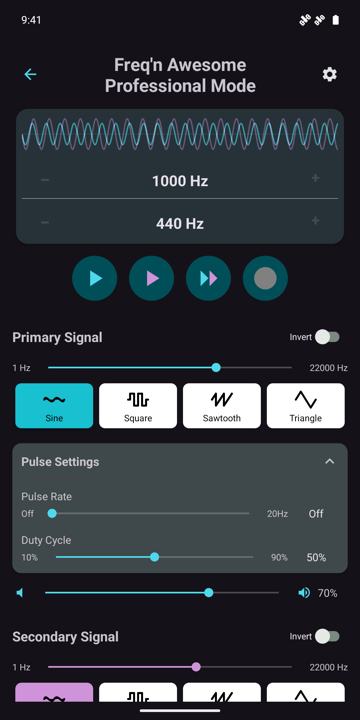 9:41
Freq'n Awesome
Professional Mode
− 1000 Hz +
− 440 Hz +
Primary Signal Invert
1 Hz 22000 Hz
Sine Square Sawtooth Triangle
Pulse Settings
Pulse Rate
Off 20Hz Off
Duty Cycle
10% 90% 50%
70%
Secondary Signal Invert
1 Hz 22000 Hz